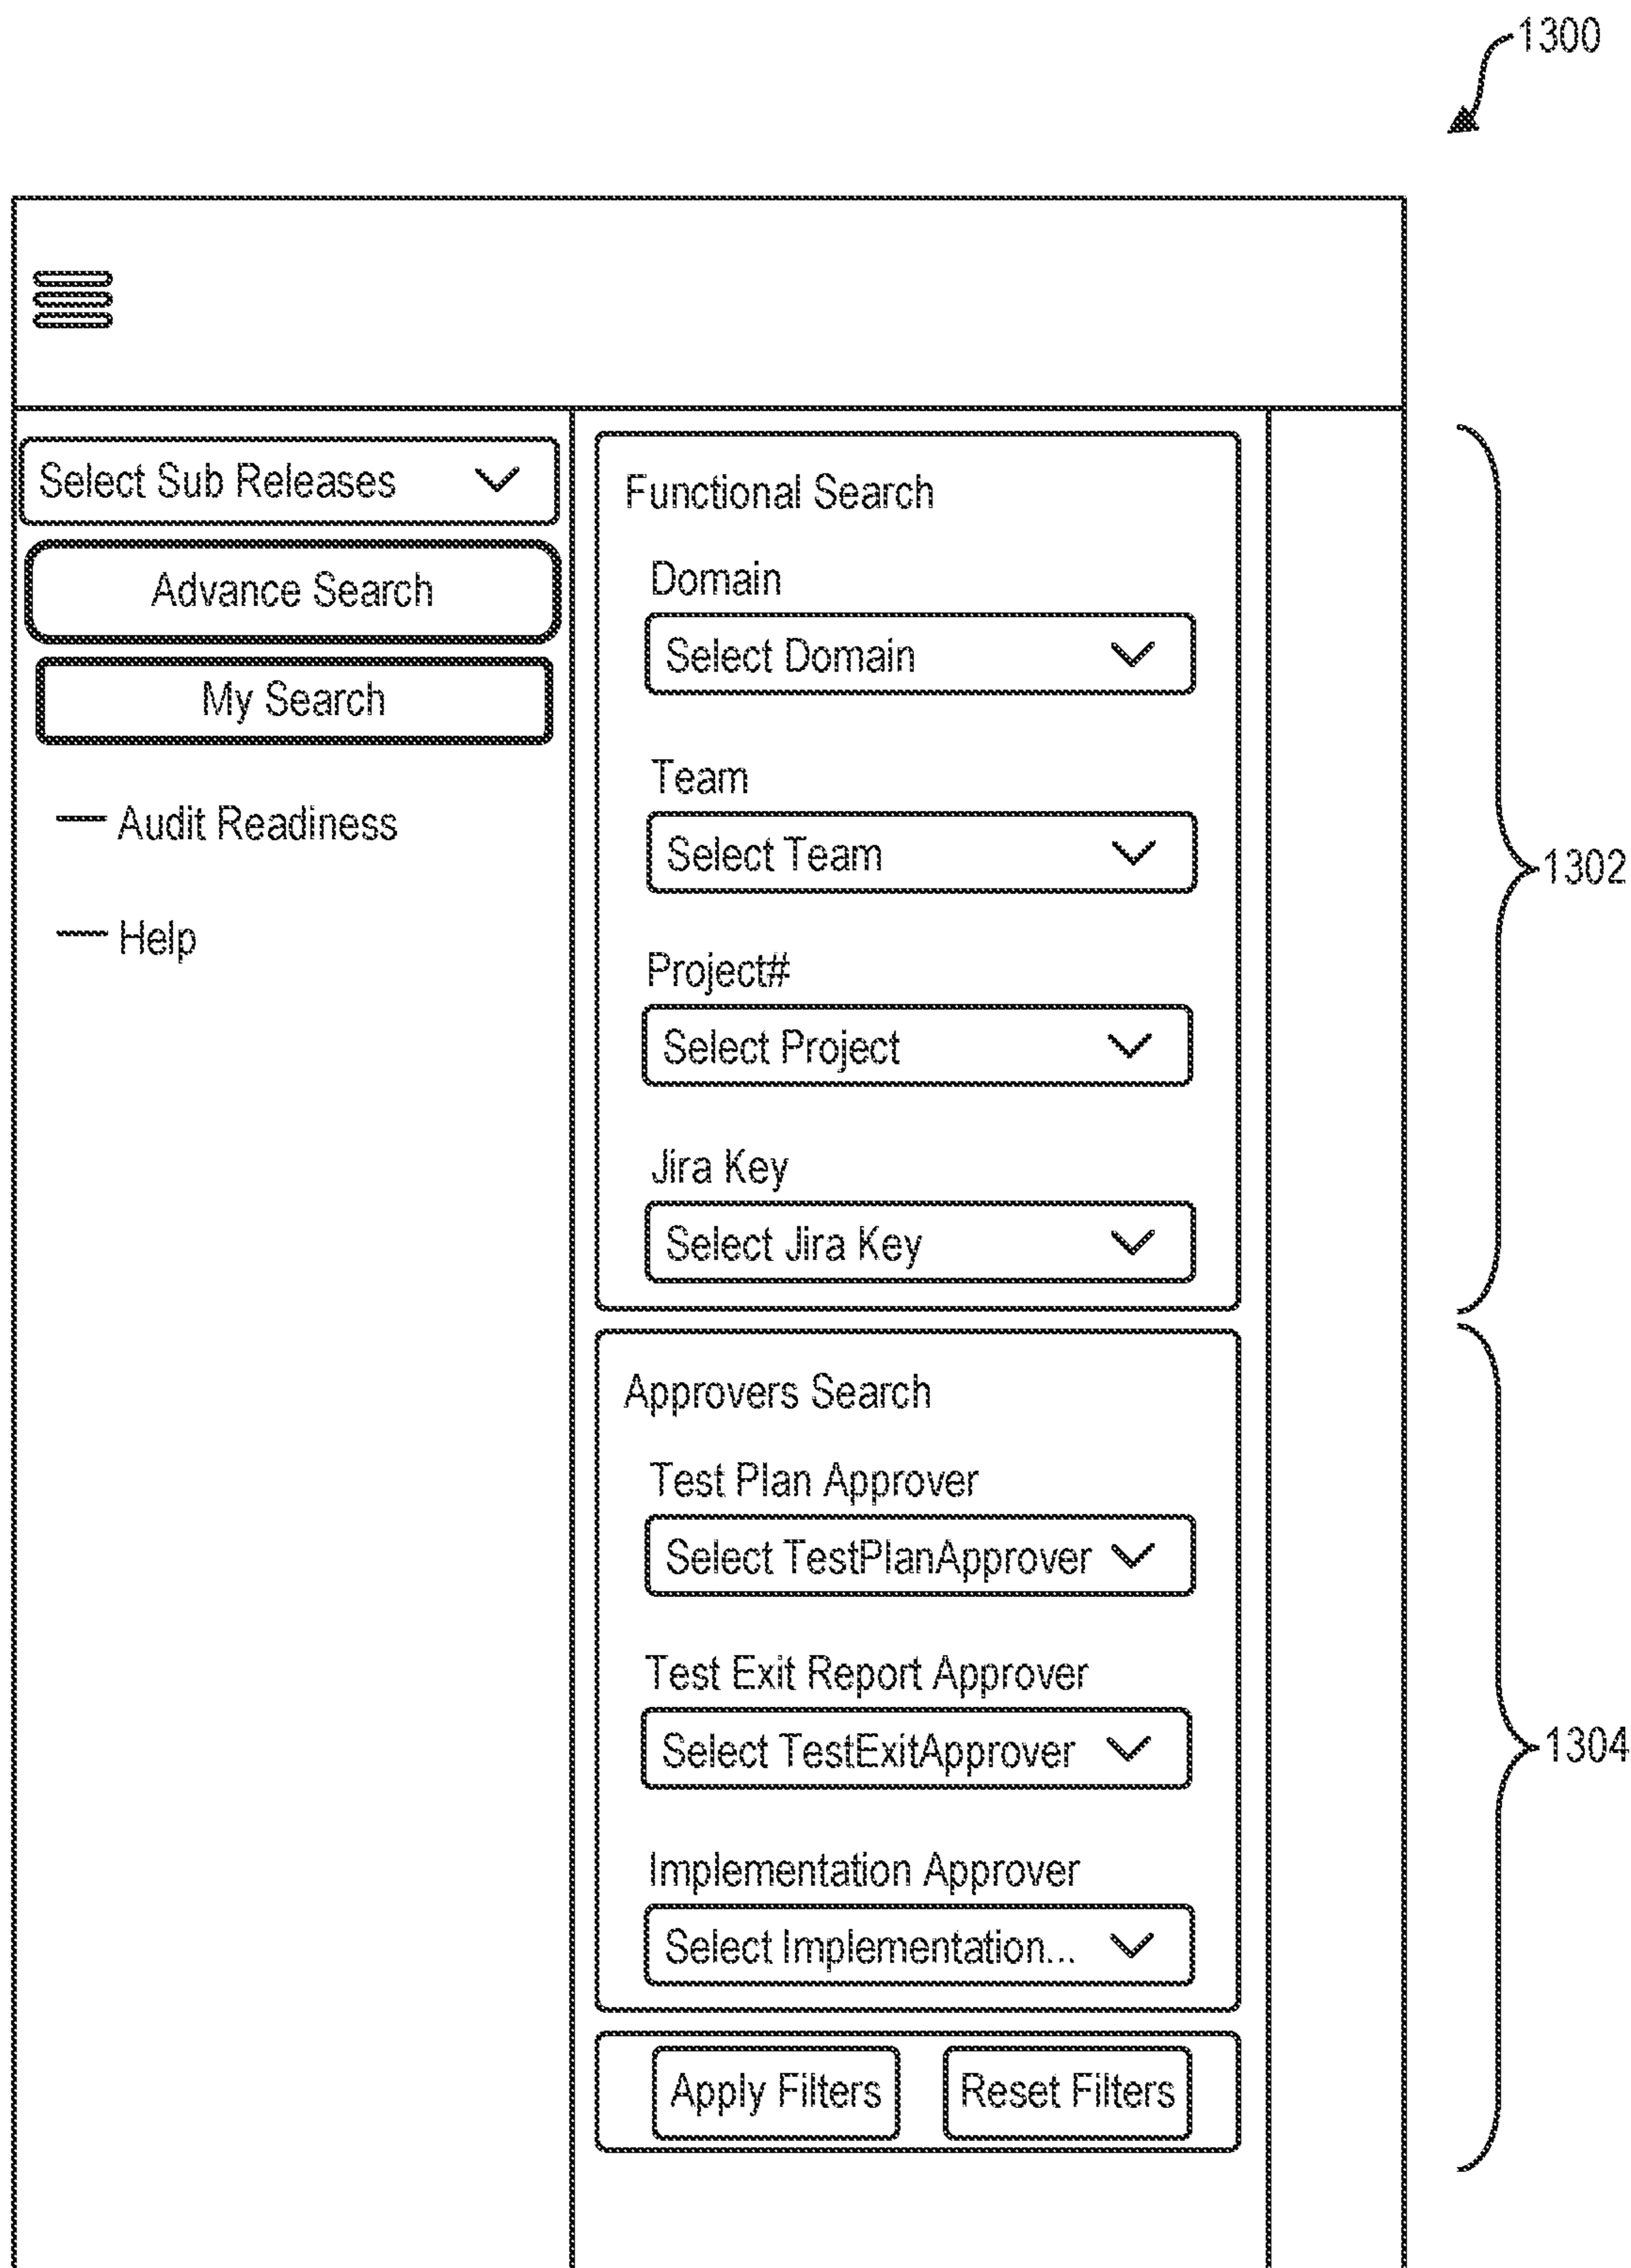 1300
Select Sub Releases
Advance Search
My Search
Audit Readiness
Help
Functional Search
Domain
Select Domain
Team
Select Team
Project#
Select Project
Jira Key
Select Jira Key
1302
Approvers Search
Test Plan Approver
Select TestPlanApprover
Test Exit Report Approver
Select TestExitApprover
Implementation Approver
Select Implementation...
Apply Filters Reset Filters
1304